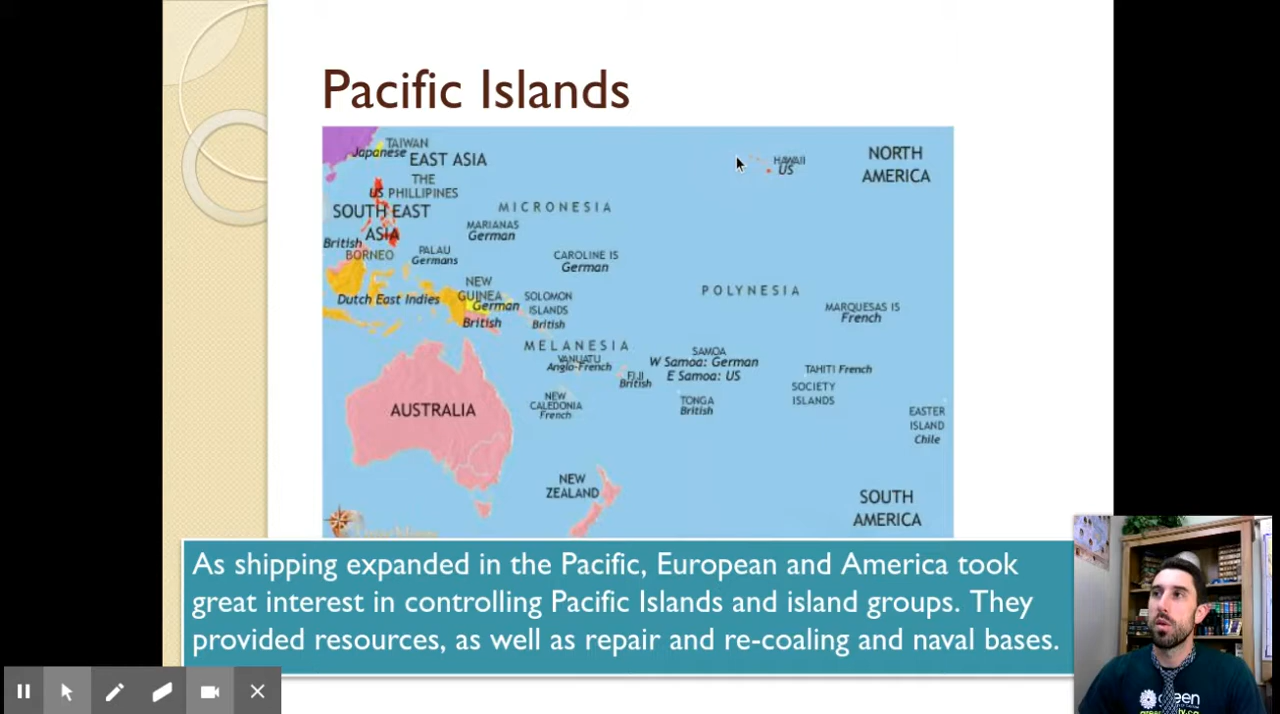 Pacific Islands
TAIWAN
Japanese
EAST ASIA
HAWAII
US
NORTH
AMERICA
THE
US PHILLIPINES
SOUTH EAST
ASIA
MICRONESIA
MARIANAS
German
British
BORNEO
PALAU
Germans
CAROLINE IS
German
NEW
GUINEA
German
British
Dutch East Indies
SOLOMON
ISLANDS
British
POLYNESIA
MARQUESAS IS
French
MELANESIA
VANUATU
Anglo-French
FIJI
British
SAMOA
W Samoa: German
E Samoa: US
TAHITI French
SOCIETY
ISLANDS
AUSTRALIA
NEW
CALEDONIA
French
TONGA
British
EASTER
ISLAND
Chile
NEW
ZEALAND
SOUTH
AMERICA
As shipping expanded in the Pacific, European and America took
great interest in controlling Pacific Islands and island groups. They
provided resources, as well as repair and re-coaling and naval bases.